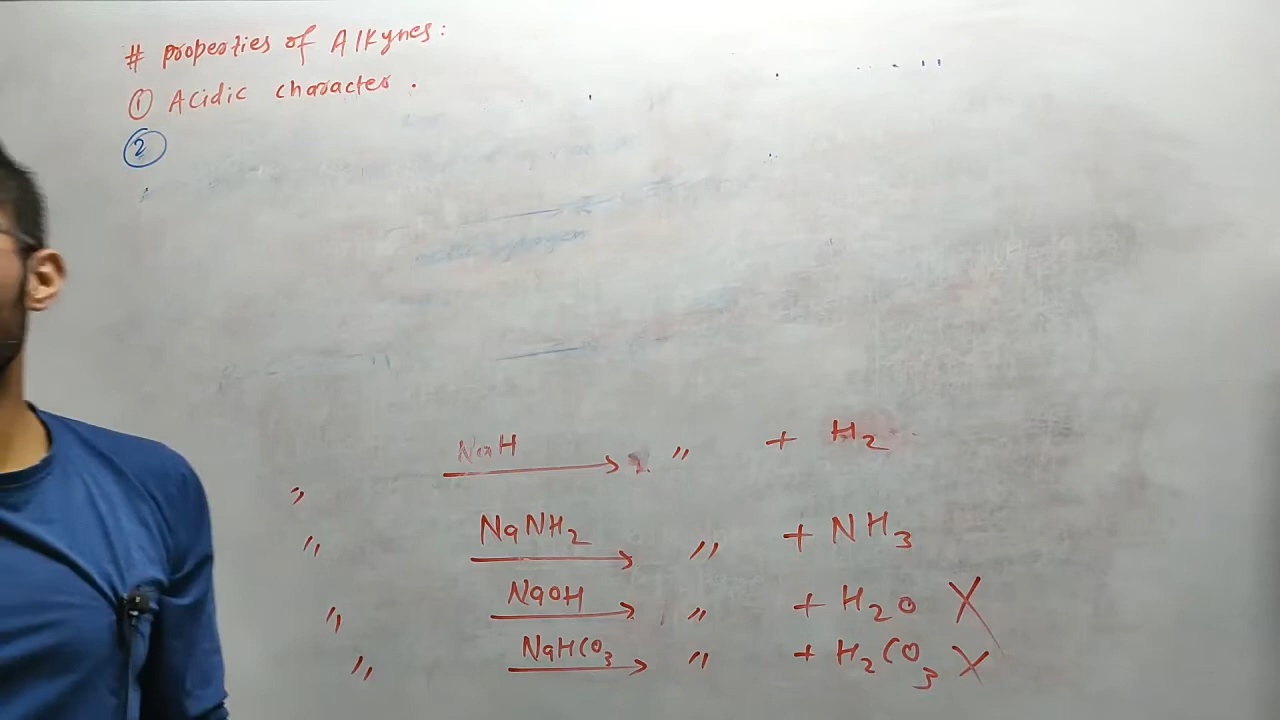 # properties of Alkynes:
① Acidic character.
②
NaH → " + H₂
"
" NaNH₂ → " + NH₃
" NaOH → " + H₂O X
" NaHCO₃ → " + H₂CO₃ X